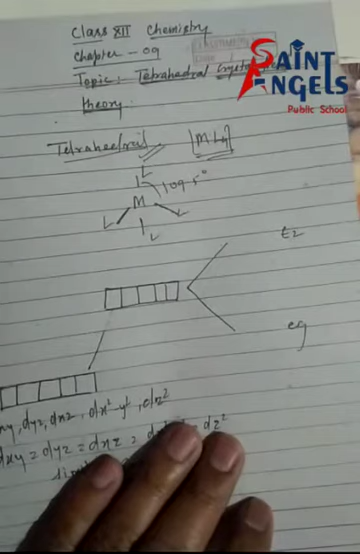 Class XII Chemistry
Chapter - 09
Topic: Tetrahedral Crystal
theory.
SAINT
ANGELS
Public School
Tetrahedral [ML4]
L
109.5°
M
L L
L
t2
eg
dyz, dxz, dx²-y², dz²
dxy = dyz = dxz = dz²